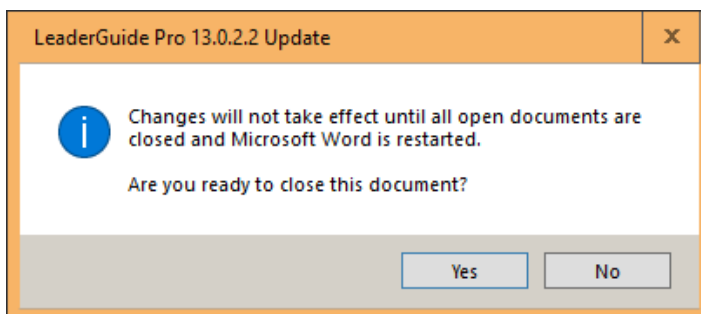 LeaderGuide Pro 13.0.2.2 Update
Changes will not take effect until all open documents are
closed and Microsoft Word is restarted.
Are you ready to close this document?
Yes No